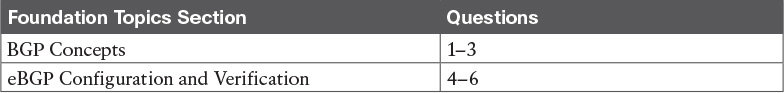 Foundation Topics Section Questions
BGP Concepts 1–3
eBGP Configuration and Verification 4–6